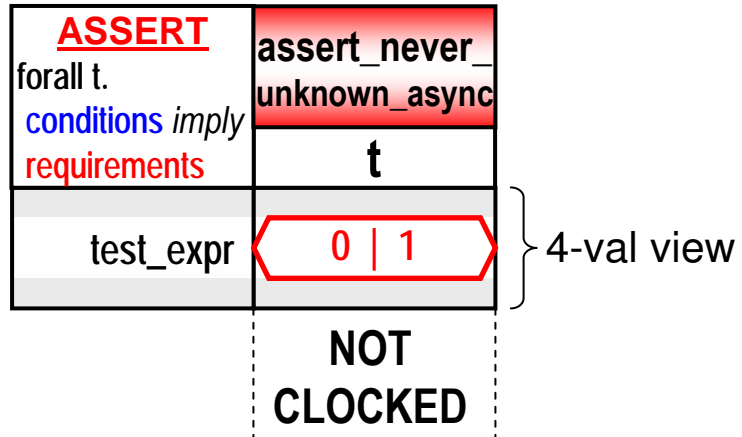 ASSERT
forall t.
conditions imply
requirements
assert_never_
unknown_async
t
test_expr
0 | 1
4-val view
NOT
CLOCKED